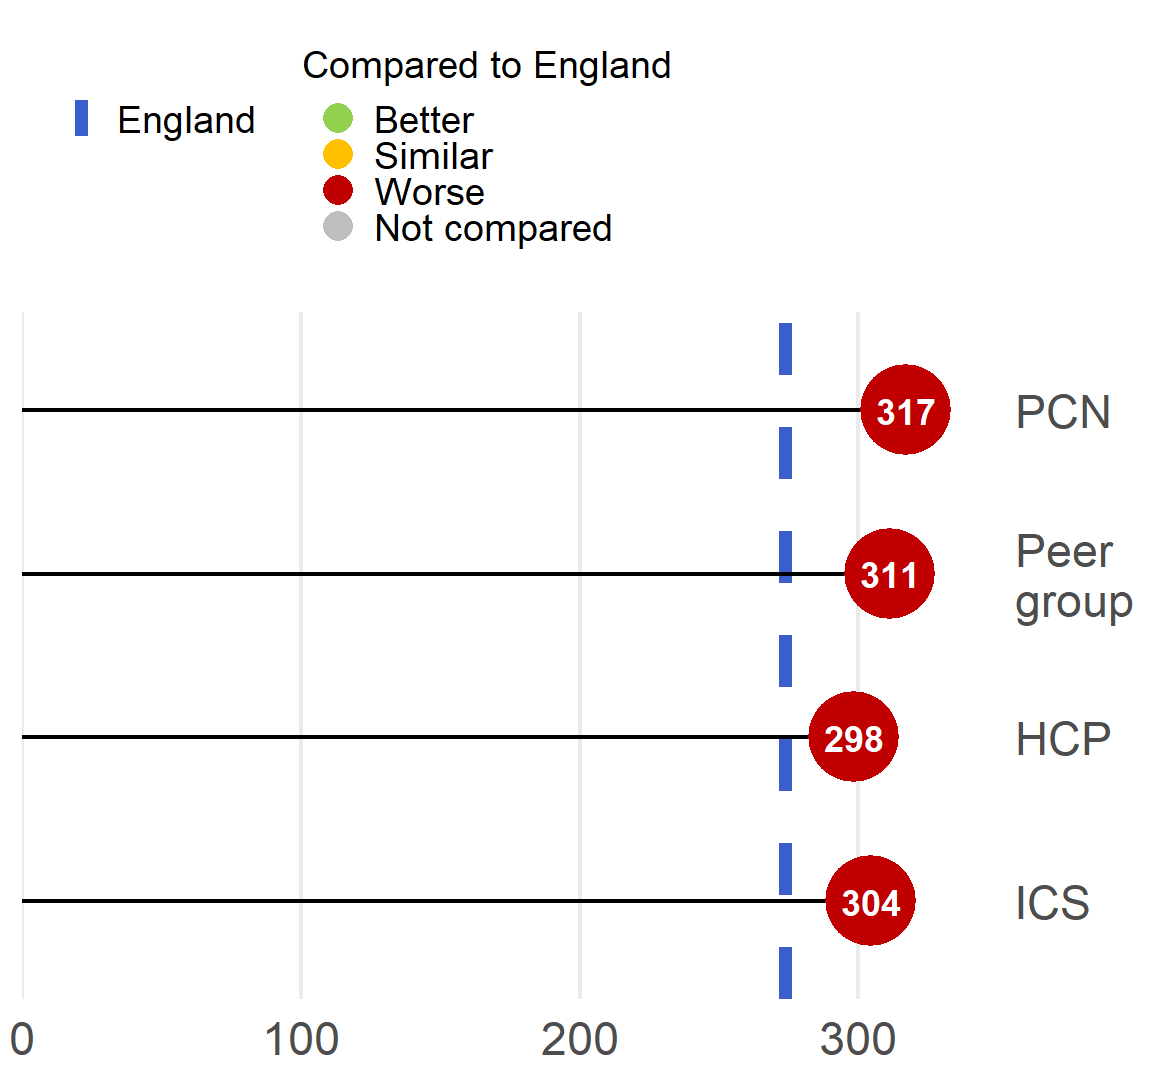 Compared to England
England
Better
Similar
Worse
Not compared
317
PCN
311
Peer
group
298
HCP
304
ICS
0
100
200
300